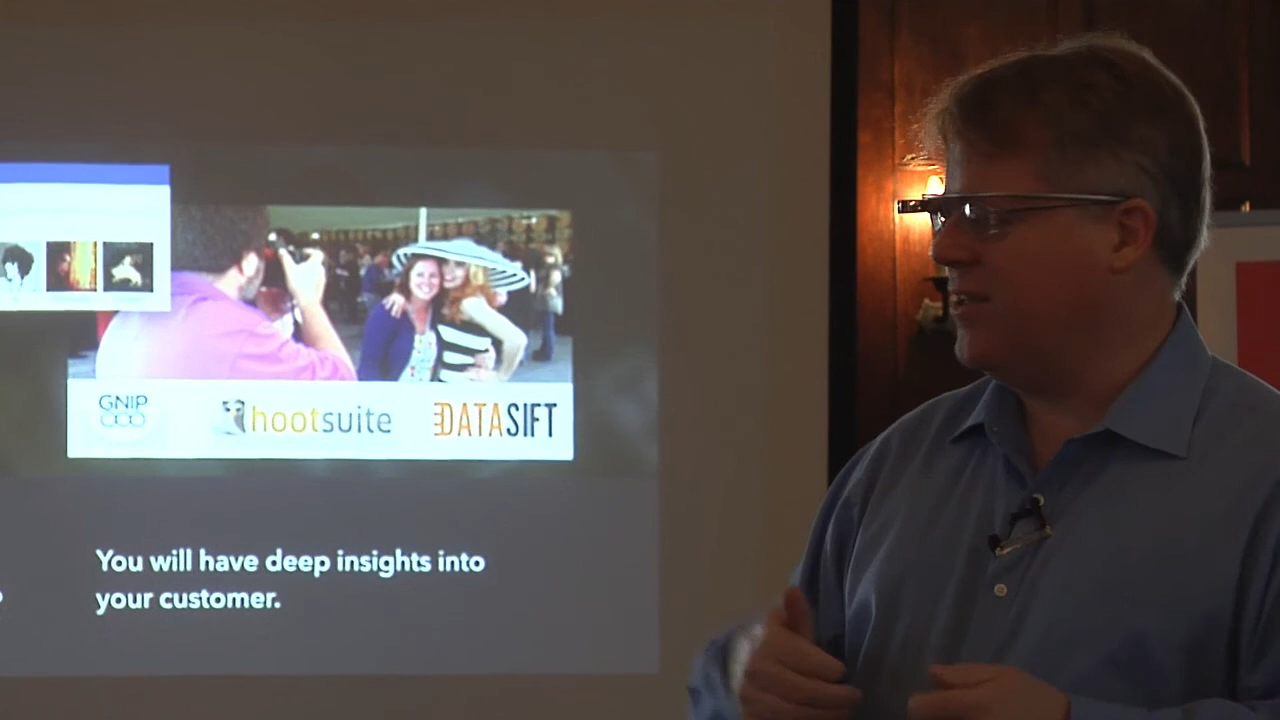 GNIP
hootsuite
DATASIFT
You will have deep insights into
your customer.